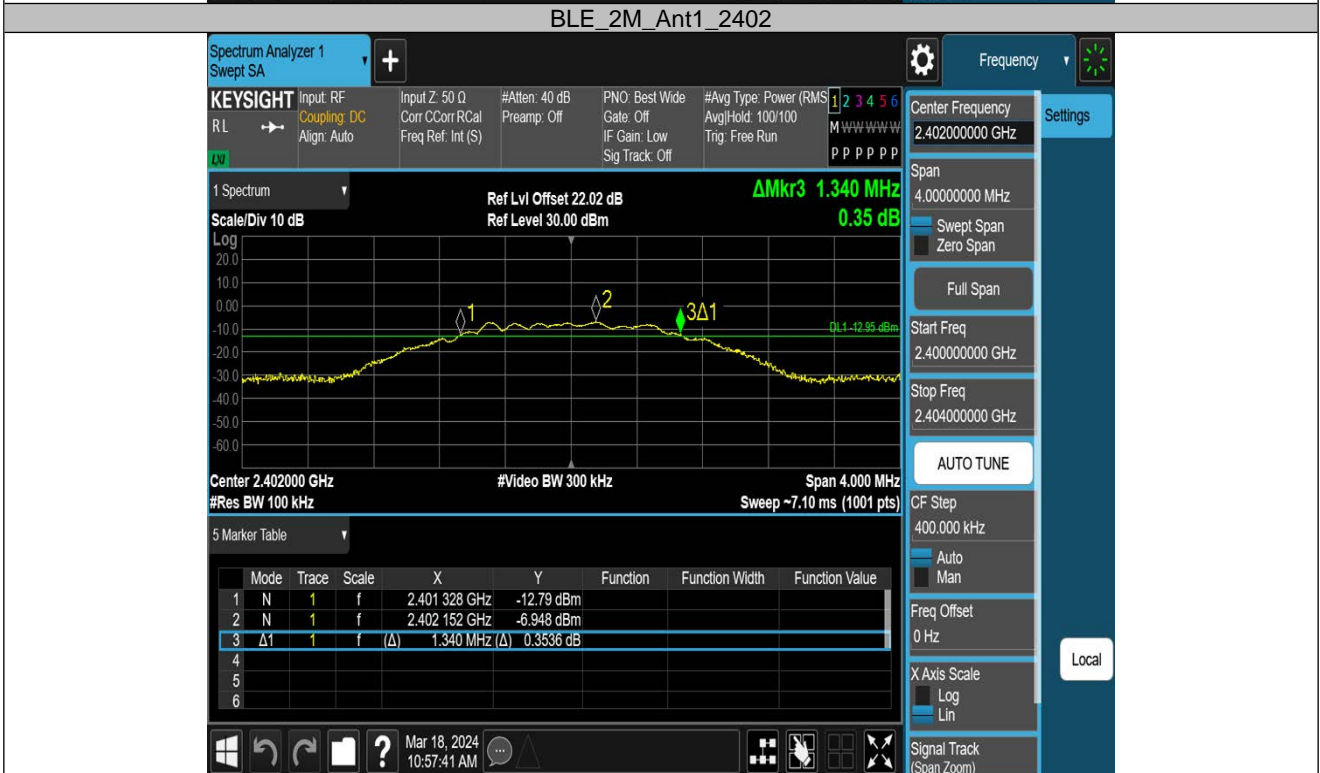 BLE_2M_Ant1_2402
Spectrum Analyzer 1
Swept SA
+
Frequency
KEYSIGHT
RL
LXI
Input: RF
Coupling: DC
Align: Auto
Input Z: 50 Ω
Corr CCorr RCal
Freq Ref: Int (S)
#Atten: 40 dB
Preamp: Off
PNO: Best Wide
Gate: Off
IF Gain: Low
Sig Track: Off
#Avg Type: Power (RMS
Avg|Hold: 100/100
Trig: Free Run
1 2 3 4 5 6
M W W W W W
P P P P P P
1 Spectrum
Scale/Div 10 dB
Ref Lvl Offset 22.02 dB
Ref Level 30.00 dBm
ΔMkr3 1.340 MHz
0.35 dB
Log
20.0
10.0
0.00
-10.0
-20.0
-30.0
-40.0
-50.0
-60.0
1
2
3Δ1
DL1 -12.95 dBm
Center 2.402000 GHz
#Res BW 100 kHz
#Video BW 300 kHz
Span 4.000 MHz
Sweep ~7.10 ms (1001 pts)
5 Marker Table
Mode Trace Scale X Y Function Function Width Function Value
1 N 1 f 2.401 328 GHz -12.79 dBm
2 N 1 f 2.402 152 GHz -6.948 dBm
3 Δ1 1 f (Δ) 1.340 MHz (Δ) 0.3536 dB
4
5
6
?
Mar 18, 2024
10:57:41 AM
Center Frequency
2.402000000 GHz
Settings
Span
4.00000000 MHz
Swept Span
Zero Span
Full Span
Start Freq
2.400000000 GHz
Stop Freq
2.404000000 GHz
AUTO TUNE
CF Step
400.000 kHz
Auto
Man
Freq Offset
0 Hz
Local
X Axis Scale
Log
Lin
Signal Track
(Span Zoom)